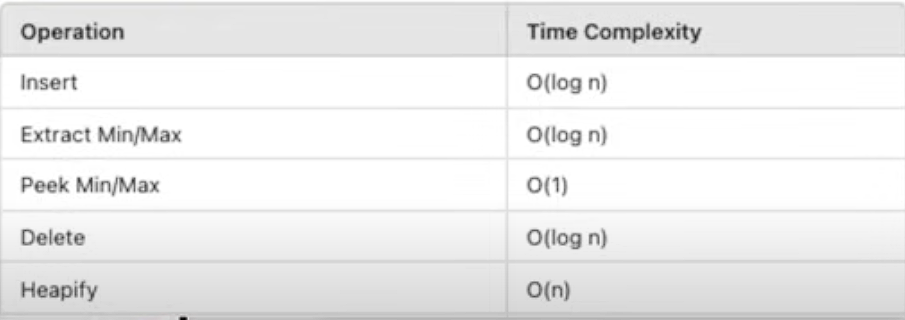 Operation Time Complexity
Insert O(log n)
Extract Min/Max O(log n)
Peek Min/Max O(1)
Delete O(log n)
Heapify O(n)